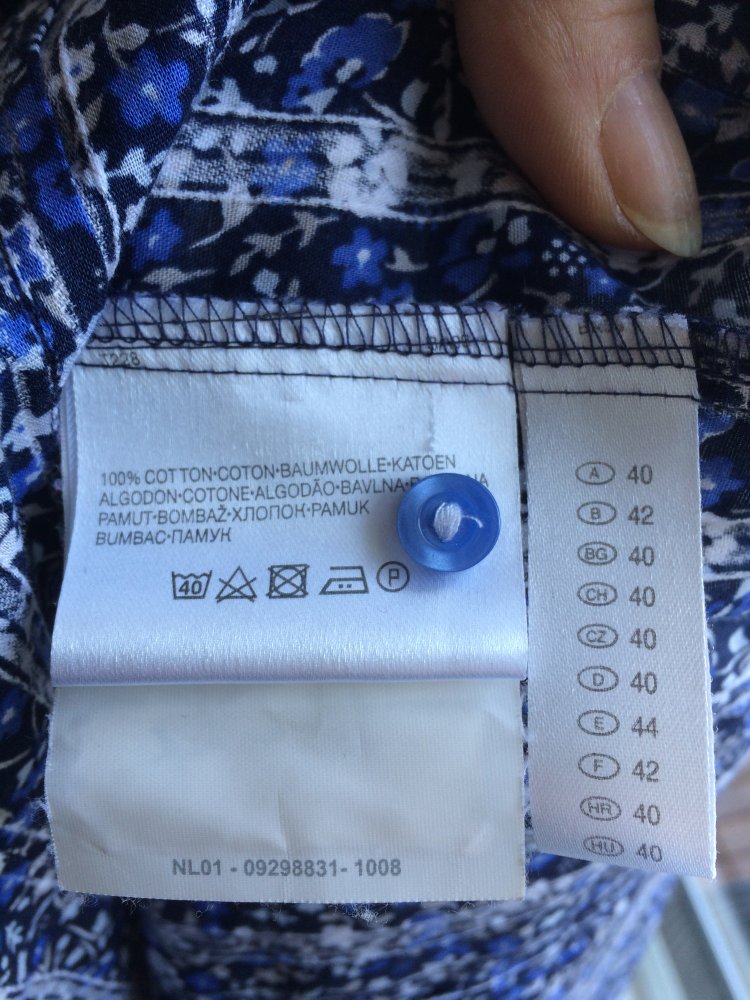 1228
100% COTTON·COTON·BAUMWOLLE·KATOEN
ALGODON·COTONE·ALGODÃO·BAVLNA·
PAMUT·BOMBAŽ·ХЛОПОК·PAMUK
BUMBAC·ПАМУК
40
P
NL01 - 09298831- 1008
A 40
B 42
BG 40
CH 40
CZ 40
D 40
E 44
F 42
HR 40
HU 40